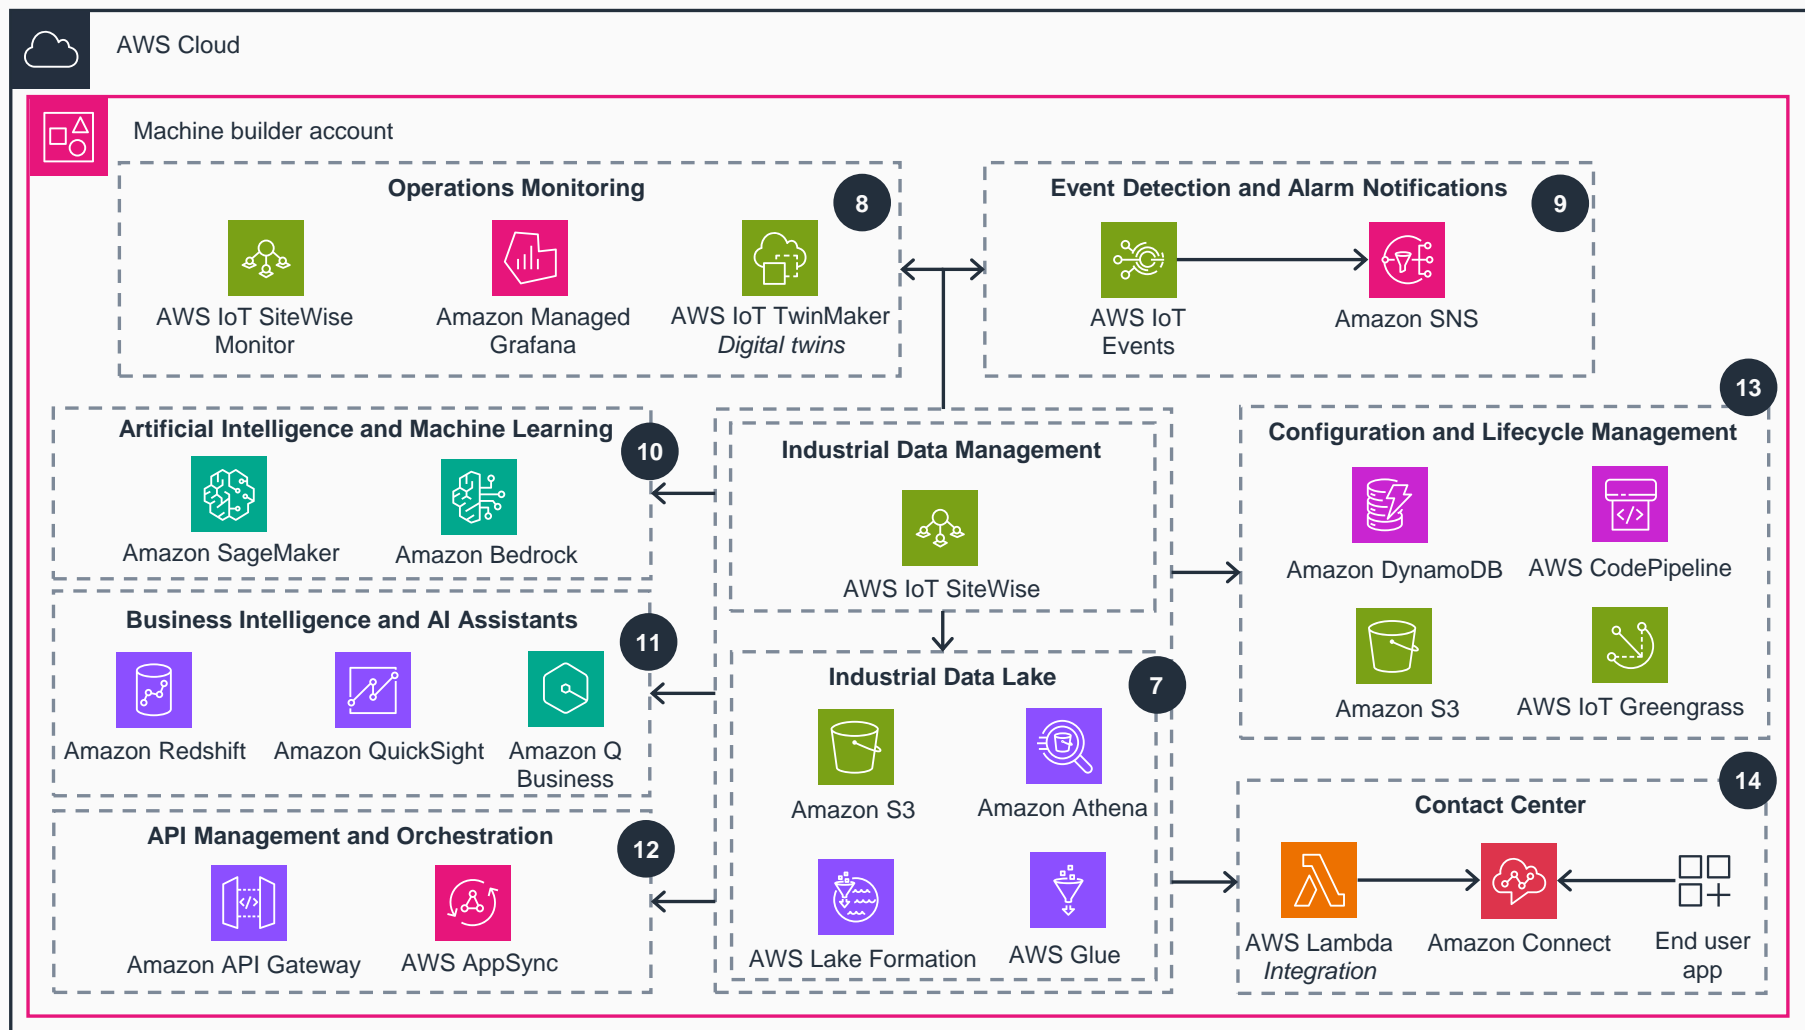 AWS Cloud
Machine builder account
Operations Monitoring
8
AWS IoT SiteWise
Monitor
Amazon Managed
Grafana
AWS IoT TwinMaker
Digital twins
Event Detection and Alarm Notifications
9
AWS IoT
Events
Amazon SNS
Artificial Intelligence and Machine Learning
10
Amazon SageMaker
Amazon Bedrock
Business Intelligence and AI Assistants
11
Amazon Redshift
Amazon QuickSight
Amazon Q
Business
API Management and Orchestration
12
Amazon API Gateway
AWS AppSync
Industrial Data Management
AWS IoT SiteWise
Industrial Data Lake
7
Amazon S3
Amazon Athena
AWS Lake Formation
AWS Glue
13
Configuration and Lifecycle Management
Amazon DynamoDB
AWS CodePipeline
Amazon S3
AWS IoT Greengrass
14
Contact Center
AWS Lambda
Integration
Amazon Connect
End user
app